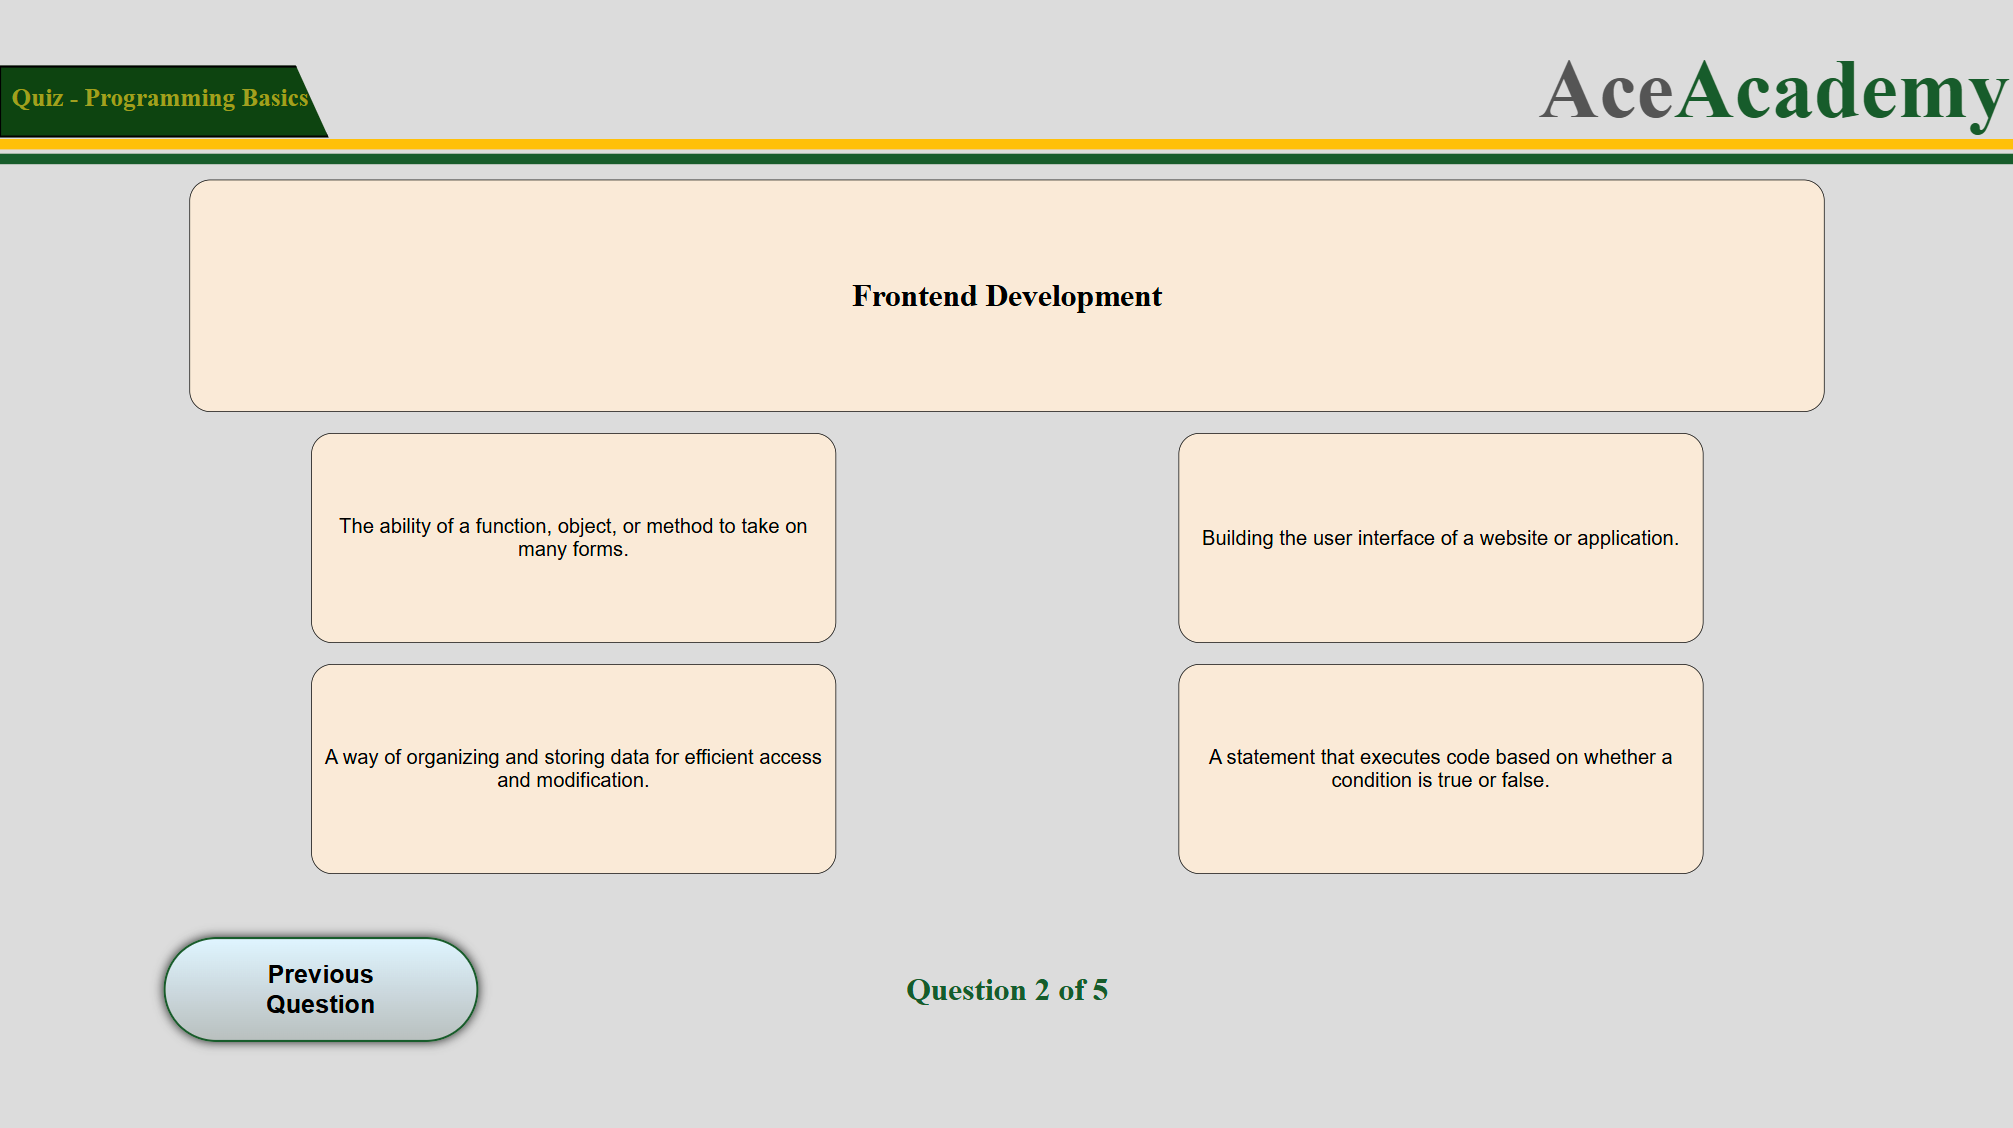 Quiz - Programming Basics
AceAcademy
Frontend Development
The ability of a function, object, or method to take on
many forms.
Building the user interface of a website or application.
A way of organizing and storing data for efficient access
and modification.
A statement that executes code based on whether a
condition is true or false.
Previous
Question
Question 2 of 5